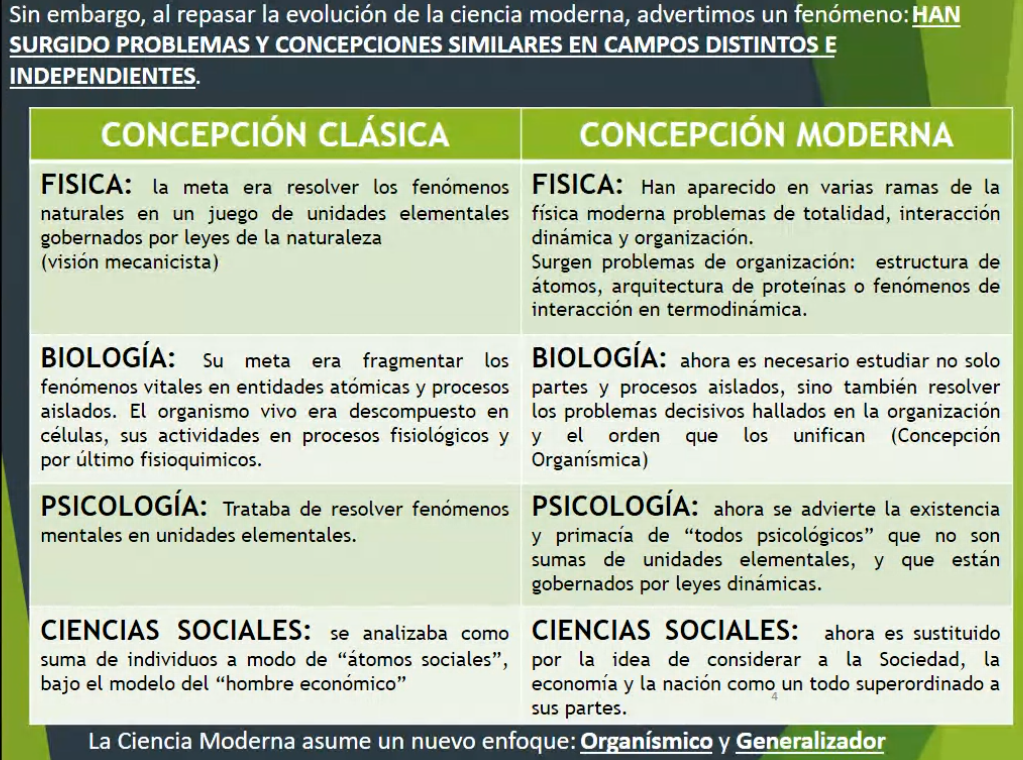 Sin embargo, al repasar la evolución de la ciencia moderna, advertimos un fenómeno: HAN
SURGIDO PROBLEMAS Y CONCEPCIONES SIMILARES EN CAMPOS DISTINTOS E
INDEPENDIENTES.
CONCEPCIÓN CLÁSICA
CONCEPCIÓN MODERNA
FISICA: la meta era resolver los fenómenos
naturales en un juego de unidades elementales
gobernados por leyes de la naturaleza
(visión mecanicista)
FISICA: Han aparecido en varias ramas de la
física moderna problemas de totalidad, interacción
dinámica y organización.
Surgen problemas de organización: estructura de
átomos, arquitectura de proteínas o fenómenos de
interacción en termodinámica.
BIOLOGÍA: Su meta era fragmentar los
fenómenos vitales en entidades atómicas y procesos
aislados. El organismo vivo era descompuesto en
células, sus actividades en procesos fisiológicos y
por último fisioquimicos.
BIOLOGÍA: ahora es necesario estudiar no solo
partes y procesos aislados, sino también resolver
los problemas decisivos hallados en la organización
y el orden que los unifican (Concepción
Organísmica)
PSICOLOGÍA: Trataba de resolver fenómenos
mentales en unidades elementales.
PSICOLOGÍA: ahora se advierte la existencia
y primacía de “todos psicológicos” que no son
sumas de unidades elementales, y que están
gobernados por leyes dinámicas.
CIENCIAS SOCIALES: se analizaba como
suma de individuos a modo de “átomos sociales”,
bajo el modelo del “hombre económico”
CIENCIAS SOCIALES: ahora es sustituido
por la idea de considerar a la Sociedad, la
economía y la nación como un todo superordinado a
sus partes.
4
La Ciencia Moderna asume un nuevo enfoque: Organísmico y Generalizador